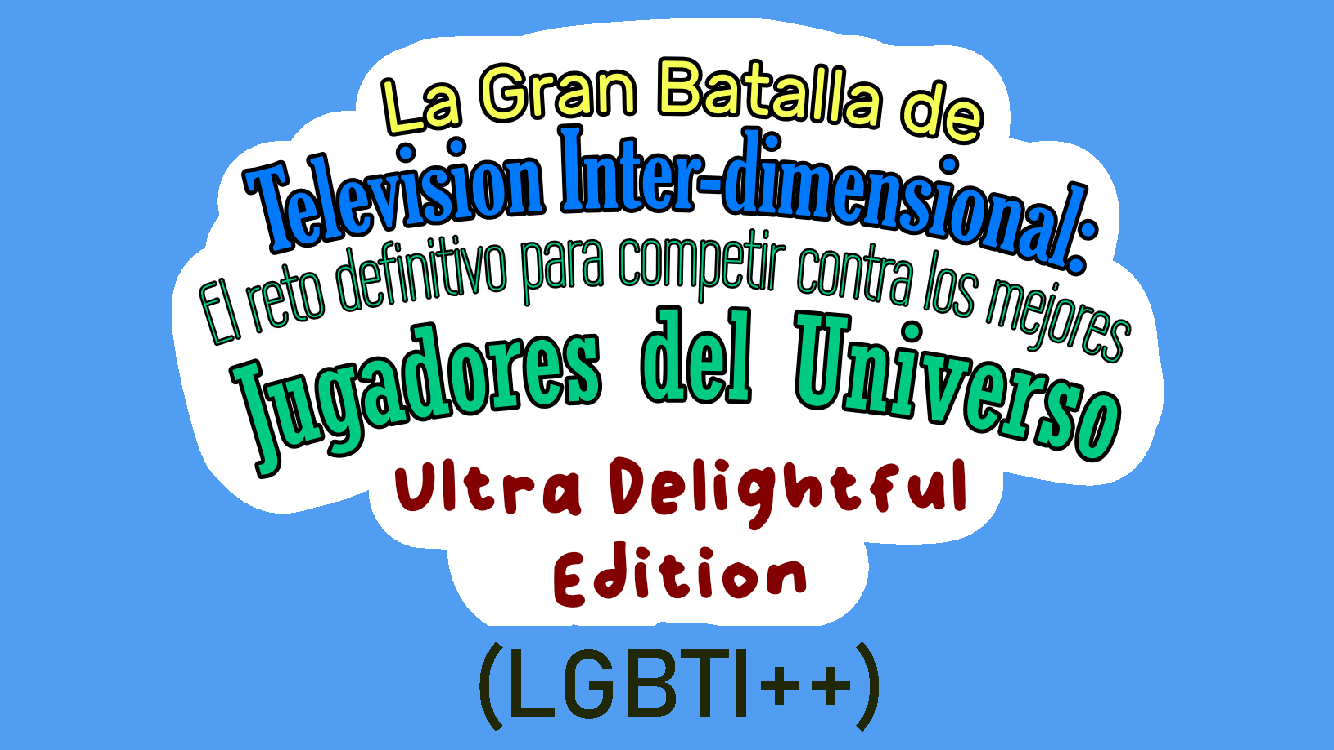 La Gran Batalla de
Television Inter-dimensional:
El reto definitivo para competir contra los mejores
Jugadores del Universo
Ultra Delightful
Edition
(LGBTI++)